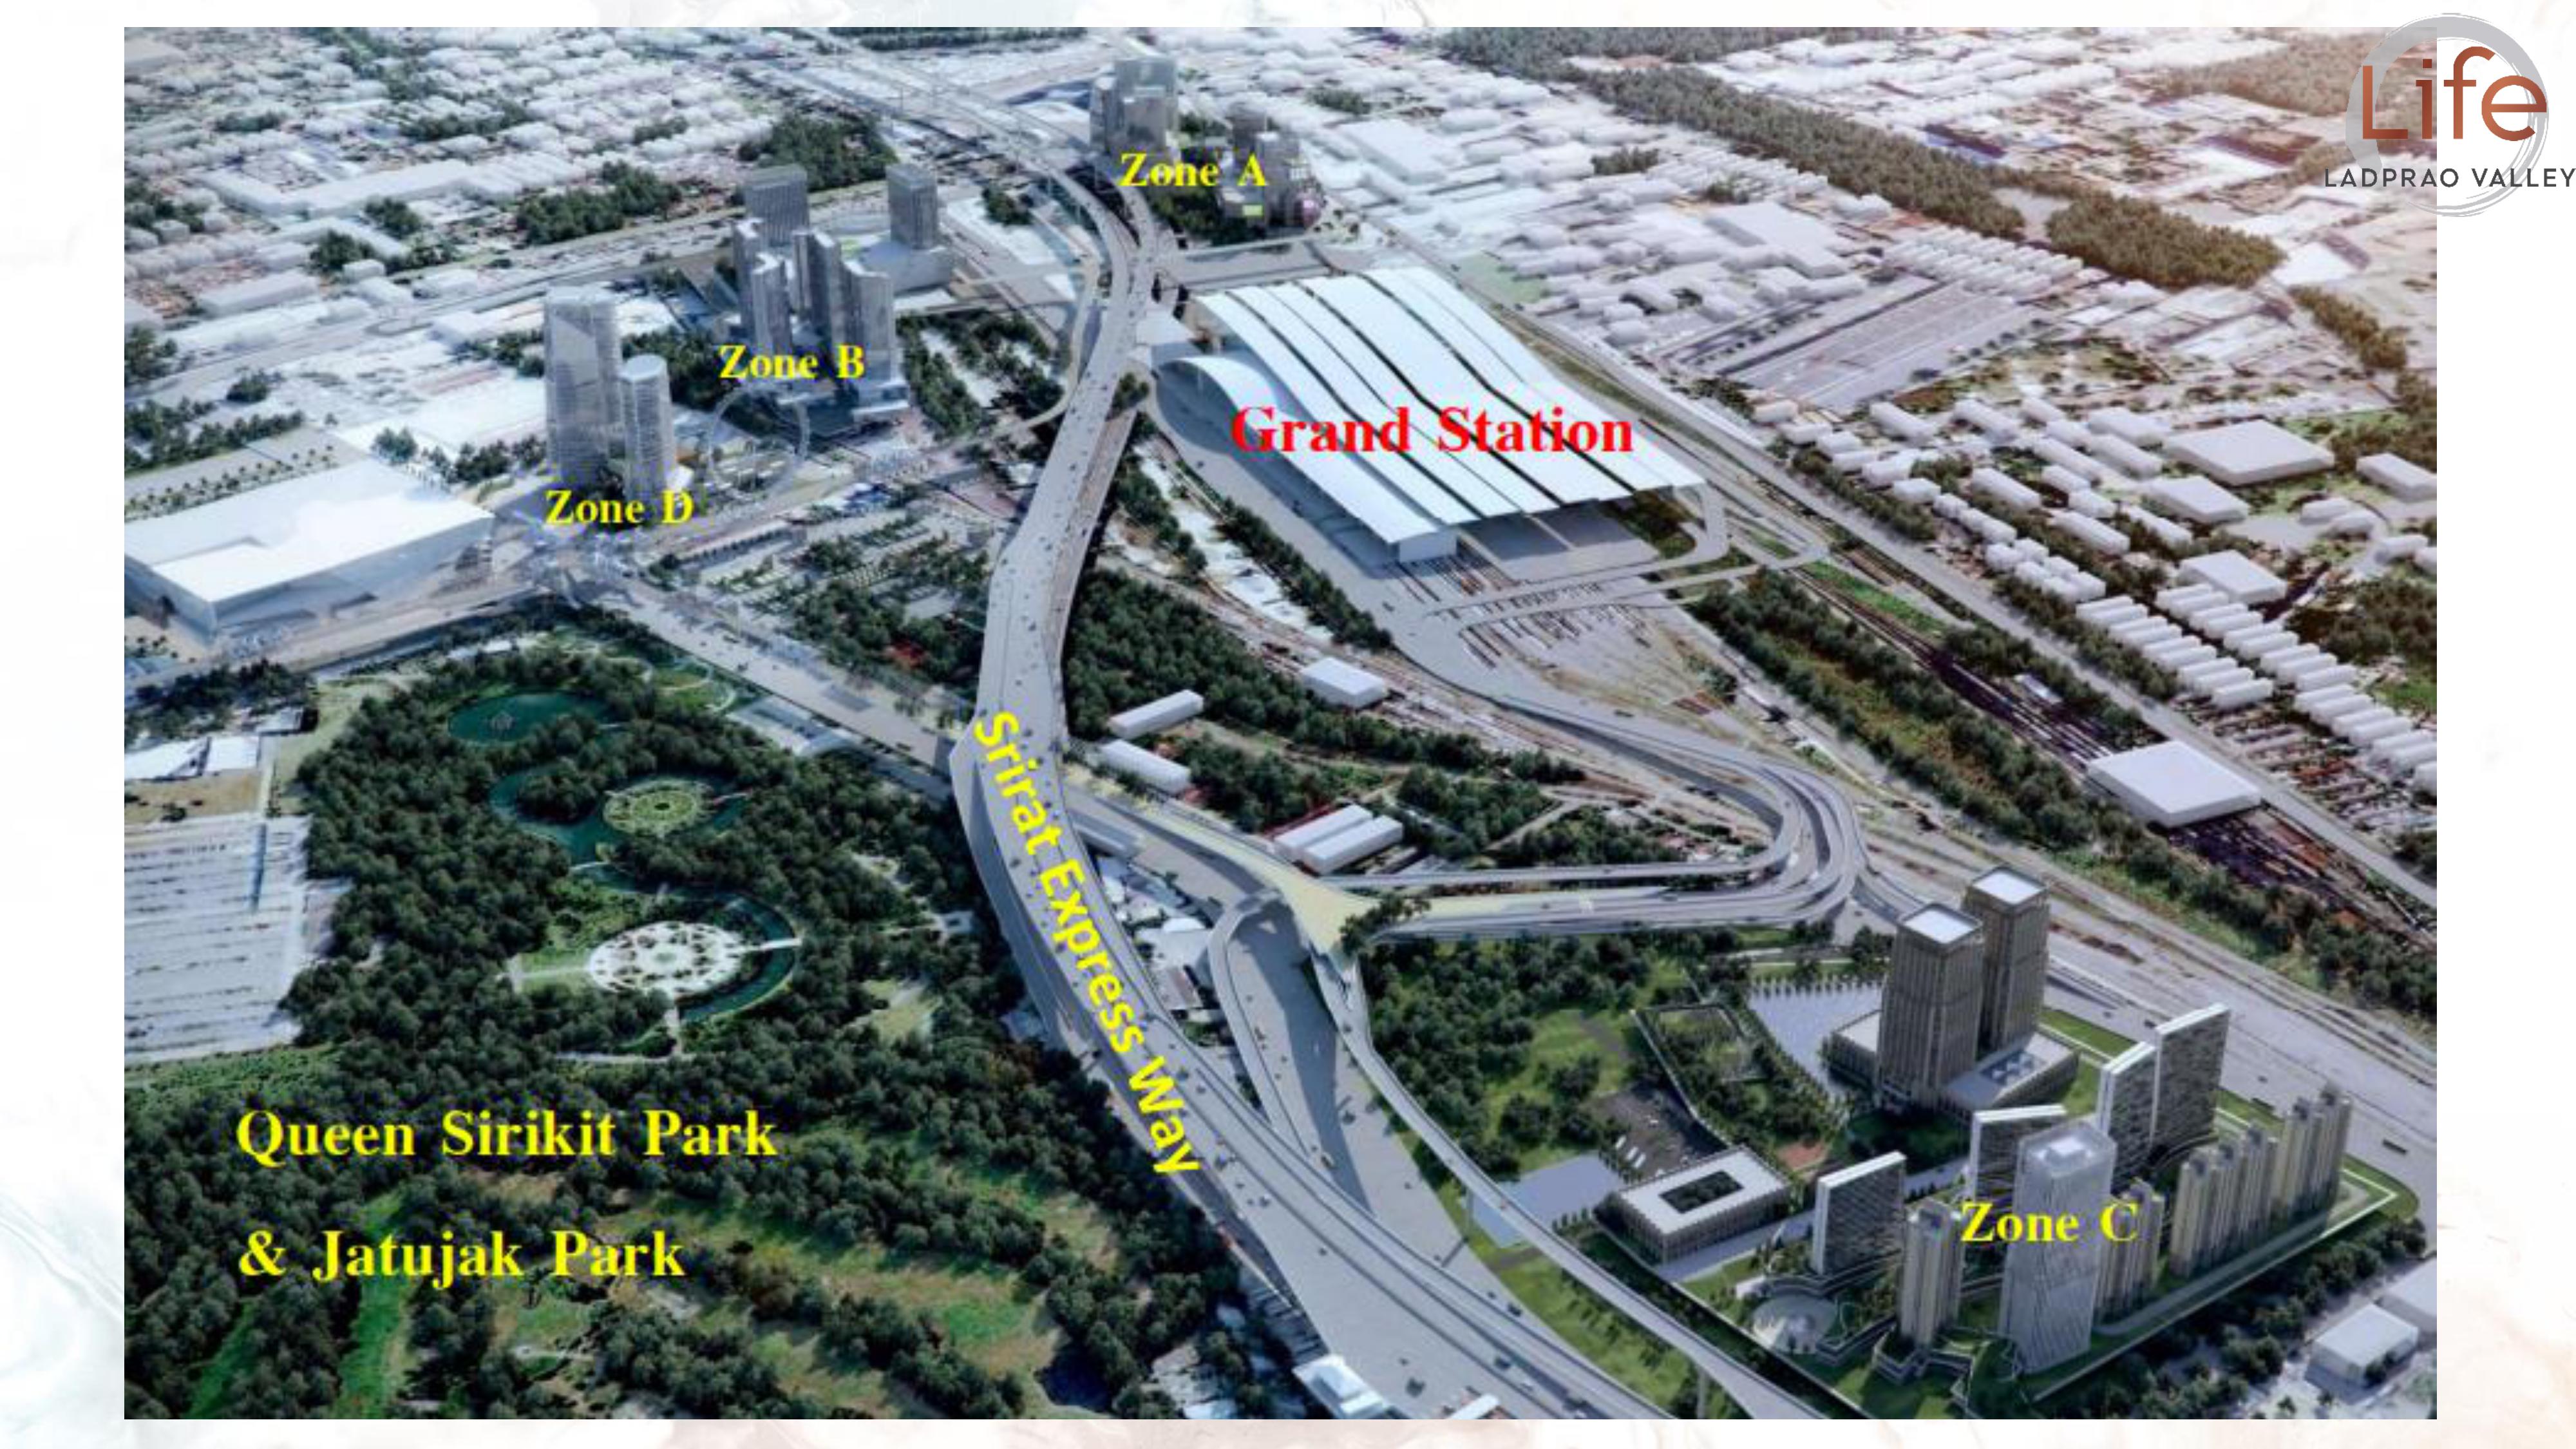 Life
LADPRAO VALLEY
Zone A
Zone B
Grand Station
Zone D
Srirat Express Way
Queen Sirikit Park
& Jatujak Park
Zone C